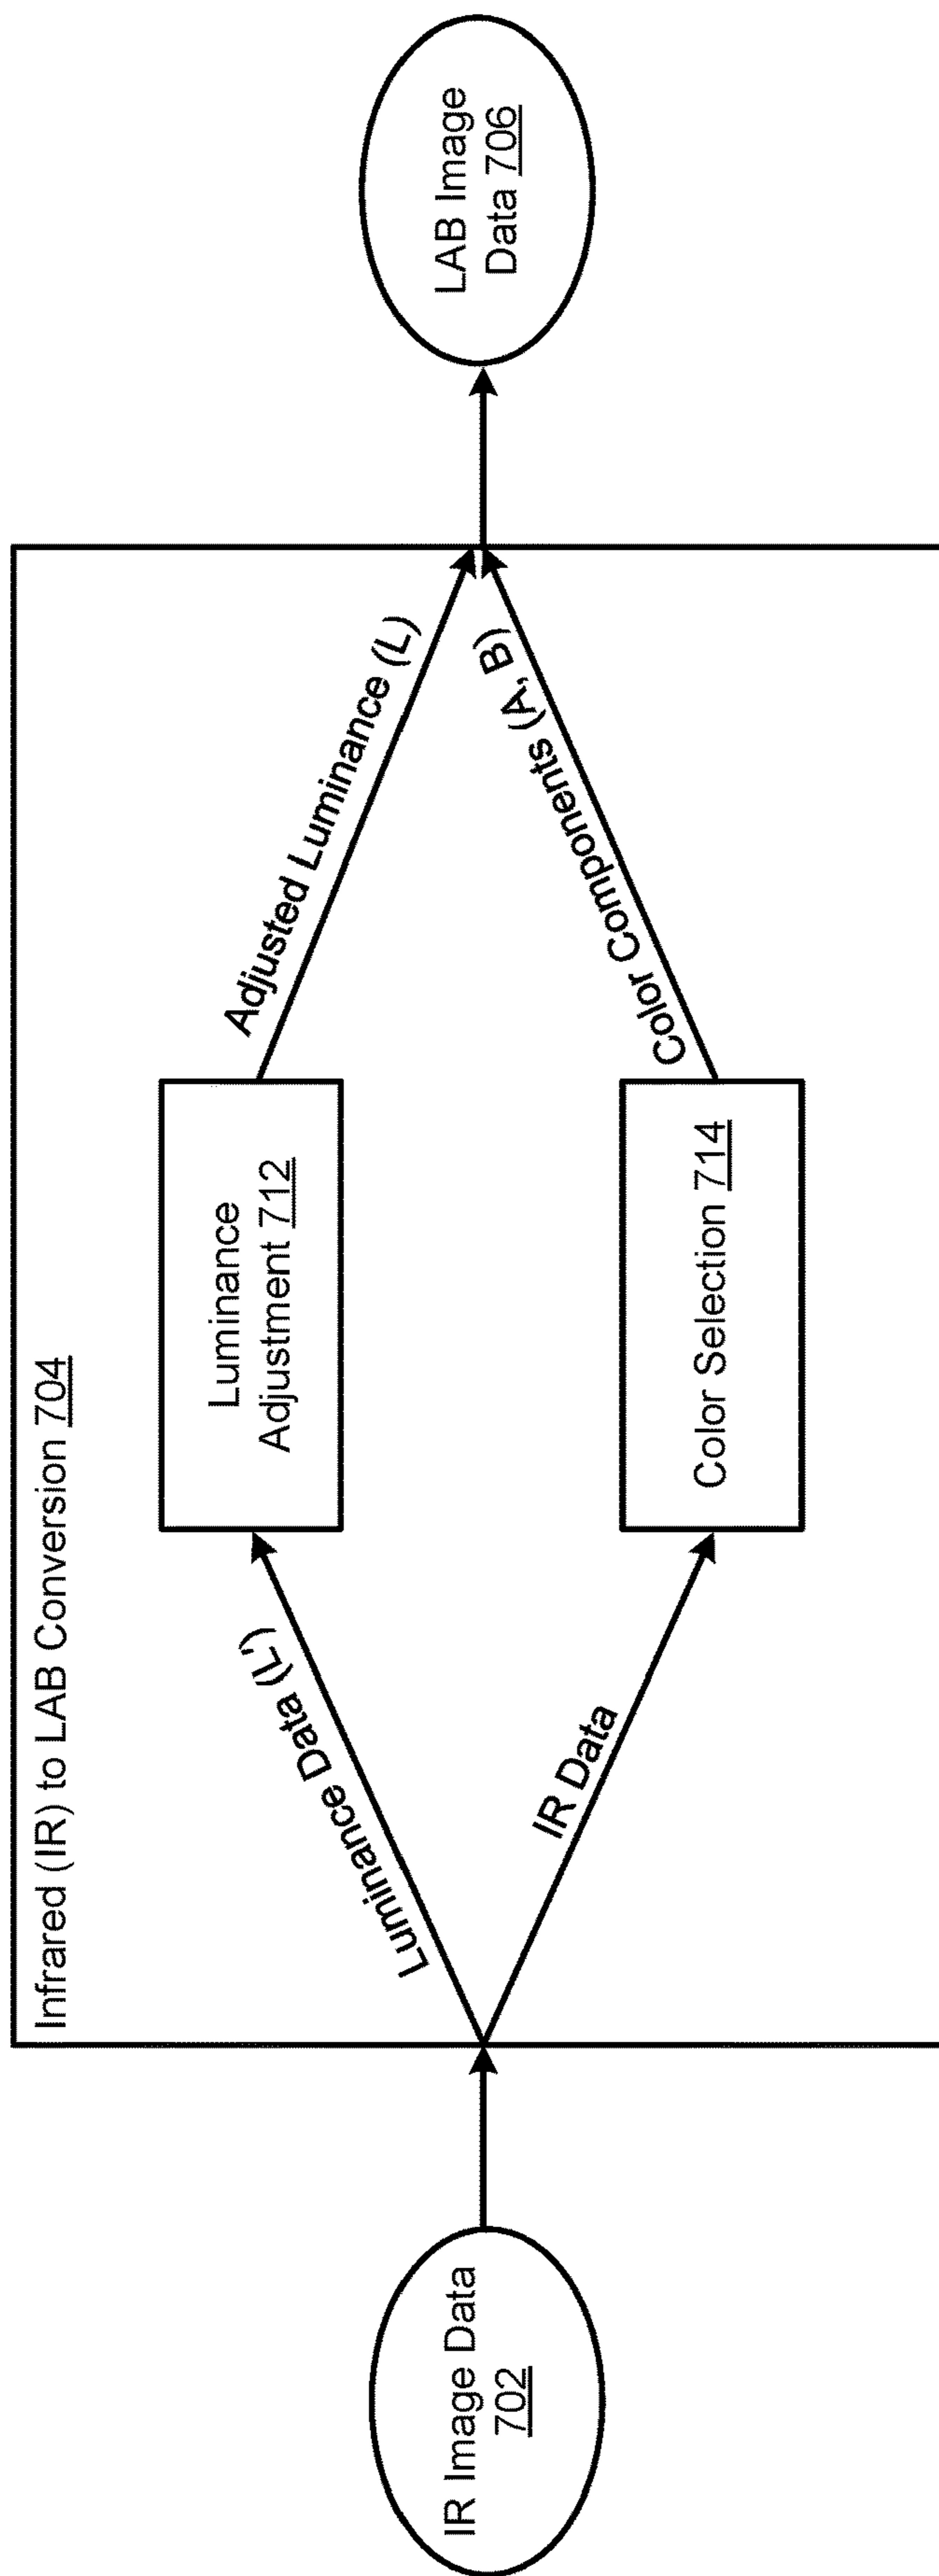 Infrared (IR) to LAB Conversion 704
IR Image Data
702
Luminance Data (L')
IR Data
Luminance
Adjustment 712
Color Selection 714
Adjusted Luminance (L)
Color Components (A, B)
LAB Image
Data 706